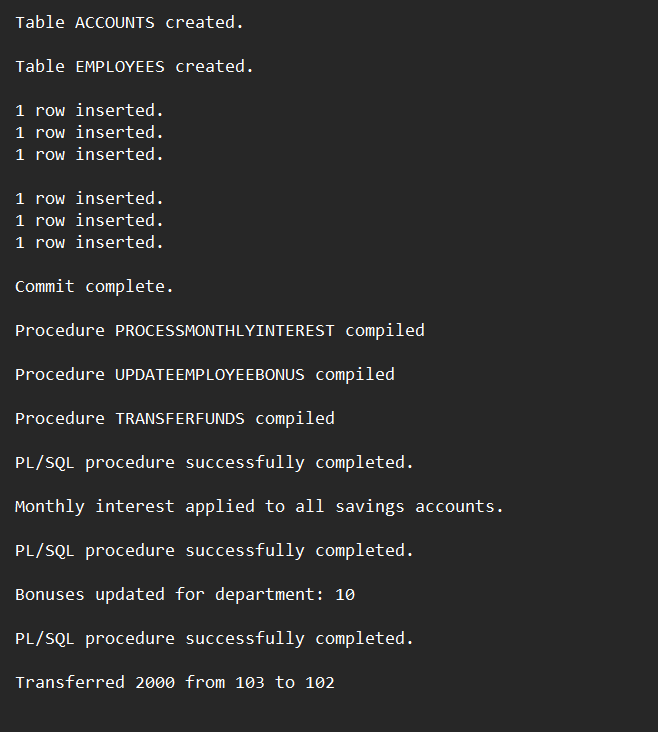 Table ACCOUNTS created.
Table EMPLOYEES created.
1 row inserted.
1 row inserted.
1 row inserted.
1 row inserted.
1 row inserted.
1 row inserted.
Commit complete.
Procedure PROCESSMONTHLYINTEREST compiled
Procedure UPDATEEMPLOYEEBONUS compiled
Procedure TRANSFERFUNDS compiled
PL/SQL procedure successfully completed.
Monthly interest applied to all savings accounts.
PL/SQL procedure successfully completed.
Bonuses updated for department: 10
PL/SQL procedure successfully completed.
Transferred 2000 from 103 to 102